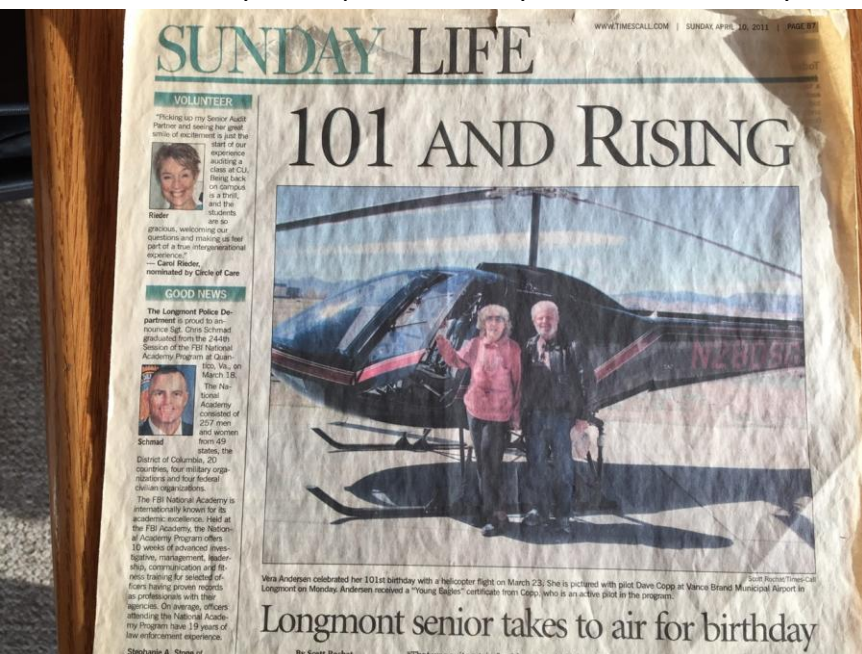 WWW.TIMESCALL.COM | SUNDAY, APRIL 10, 2011 | PAGE B7
SUNDAY LIFE
VOLUNTEER
"Picking up my Senior Audit
Partner and seeing her great
smile of excitement is just the
start of our
experience
auditing a
class at CU.
Being back
on campus
is a thrill,
and the
students
are so
Rieder
gracious, welcoming our
questions and making us feel
part of a true intergenerational
experience."
— Carol Rieder,
nominated by Circle of Care
GOOD NEWS
The Longmont Police De-
partment is proud to an-
nounce Sgt. Chris Schmad
graduated from the 244th
Session of the FBI National
Academy Program at Quan-
tico, Va., on
March 18.
The Na-
tional
Academy
consisted of
257 men
and women
from 49
Schmad
states, the
District of Columbia, 20
countries, four military orga-
nizations and four federal
civilian organizations.
The FBI National Academy is
internationally known for its
academic excellence. Held at
the FBI Academy, the Nation-
al Academy Program offers
10 weeks of advanced inves-
tigative, management, leader-
ship, communication and fit-
ness training for selected of-
ficers having proven records
as professionals with their
agencies. On average, officers
attending the National Acade-
my Program have 19 years of
law enforcement experience.
Stephanie A. Stone of
101 AND RISING
Scott Rochat/Times-Call
Vera Andersen celebrated her 101st birthday with a helicopter flight on March 23. She is pictured with pilot Dave Copp at Vance Brand Municipal Airport in
Longmont on Monday. Andersen received a "Young Eagles" certificate from Copp, who is an active pilot in the program.
Longmont senior takes to air for birthday
By Scott Rochat